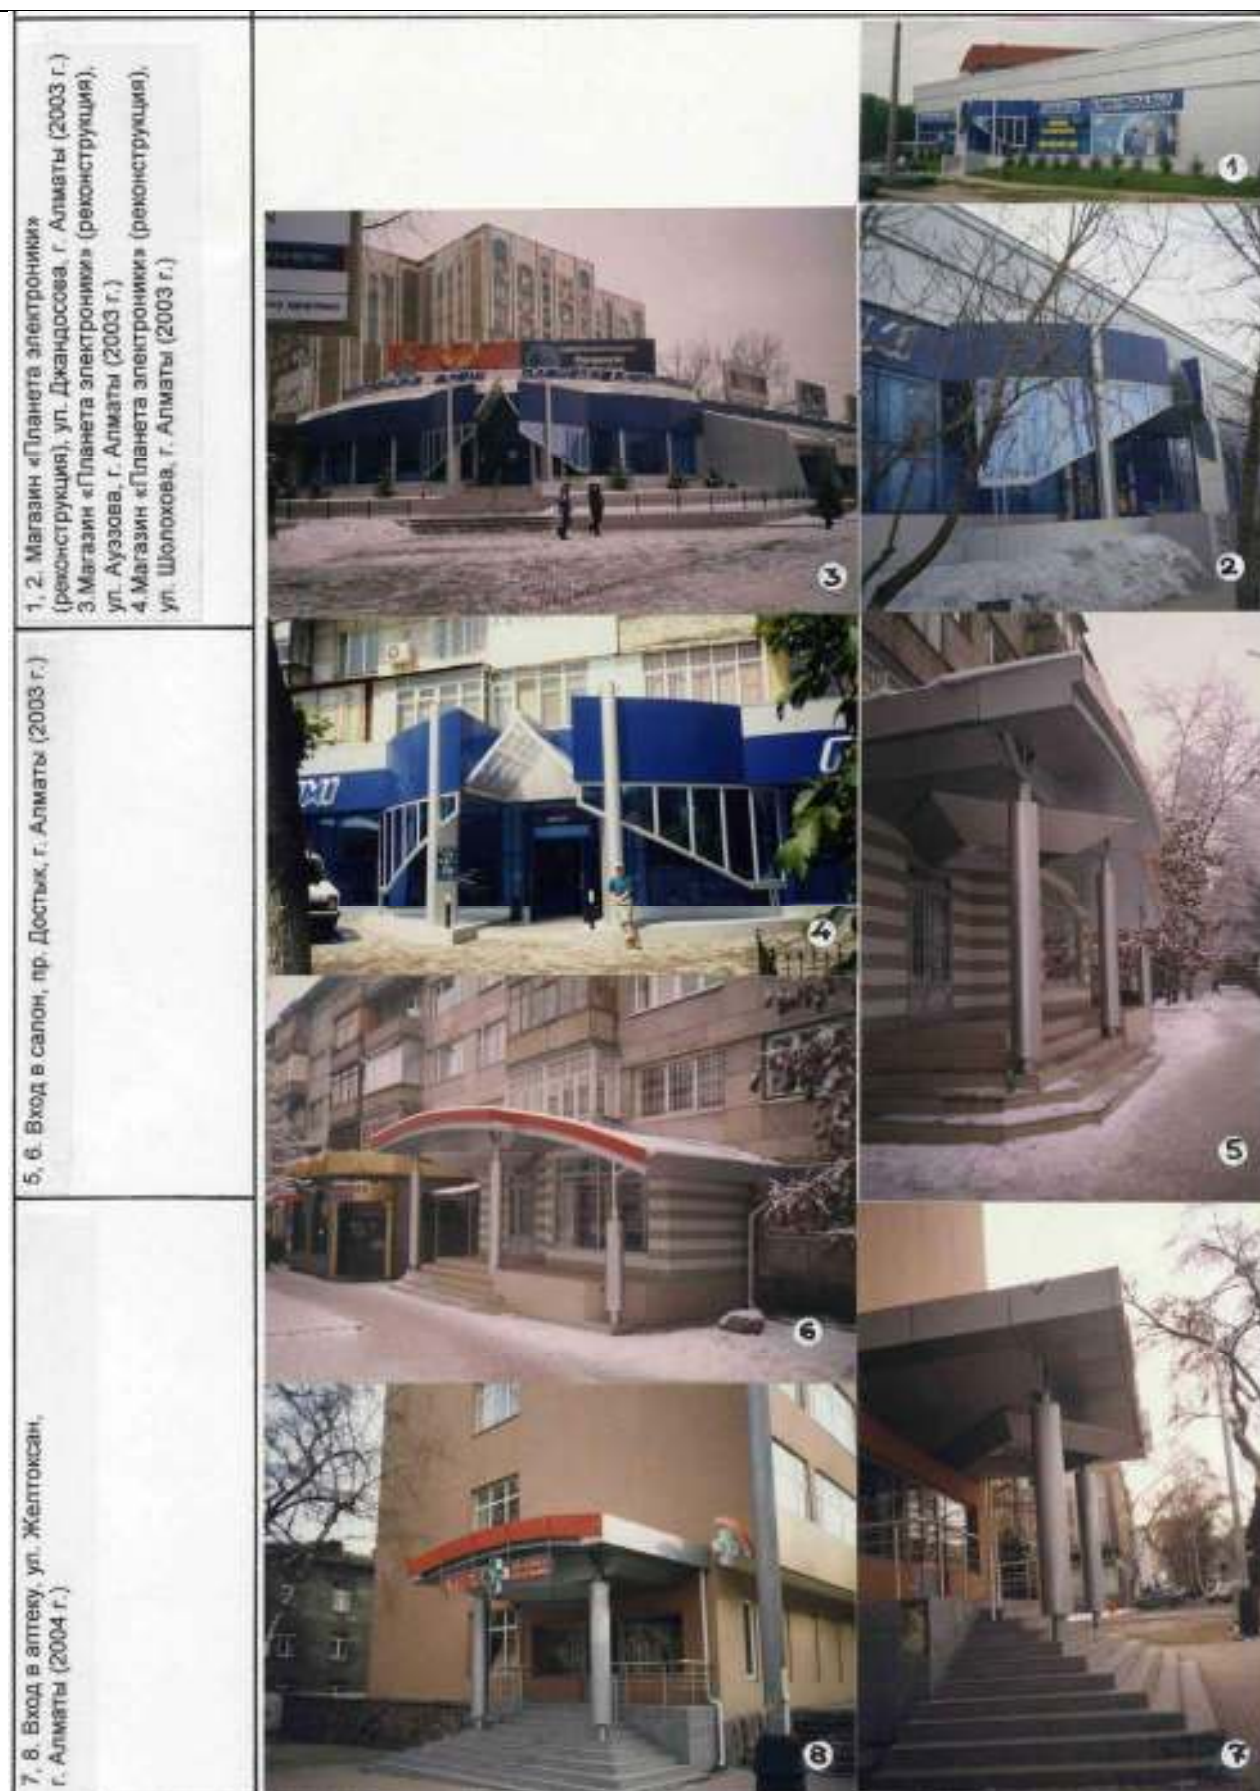 1, 2. Магазин «Планета электроники»
(реконструкция), ул. Джандосова, г. Алматы (2003 г.)
3.Магазин «Планета электроники» (реконструкция),
ул. Ауэзова, г. Алматы (2003 г.)
4.Магазин «Планета электроники» (реконструкция),
ул. Шолохова, г. Алматы (2003 г.)
5, 6. Вход в салон, пр. Достык, г. Алматы (2003 г.)
7, 8. Вход в аптеку, ул. Желтоксан,
г. Алматы (2004 г.)
1
2
3
4
5
6
7
8